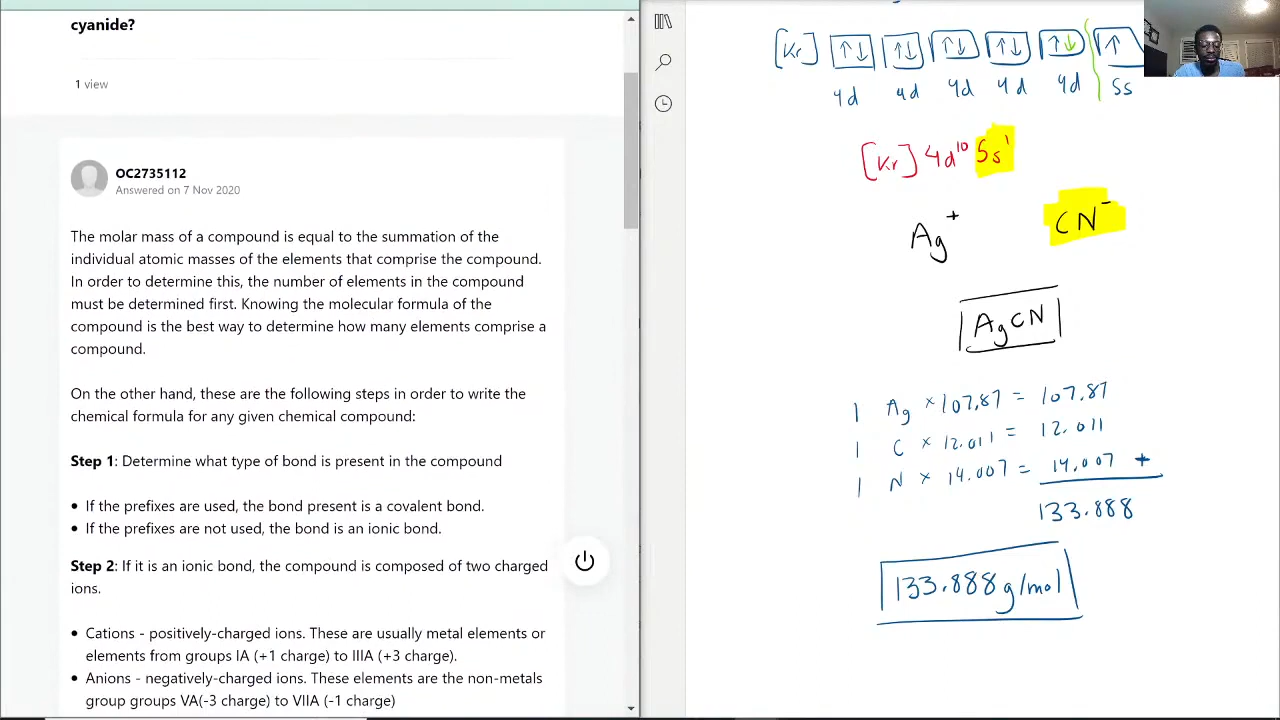 cyanide?
1 view
OC2735112
Answered on 7 Nov 2020
The molar mass of a compound is equal to the summation of the
individual atomic masses of the elements that comprise the compound.
In order to determine this, the number of elements in the compound
must be determined first. Knowing the molecular formula of the
compound is the best way to determine how many elements comprise a
compound.
On the other hand, these are the following steps in order to write the
chemical formula for any given chemical compound:
Step 1: Determine what type of bond is present in the compound
• If the prefixes are used, the bond present is a covalent bond.
• If the prefixes are not used, the bond is an ionic bond.
Step 2: If it is an ionic bond, the compound is composed of two charged
ions.
• Cations - positively-charged ions. These are usually metal elements or
elements from groups IA (+1 charge) to IIIA (+3 charge).
• Anions - negatively-charged ions. These elements are the non-metals
group groups VA(-3 charge) to VIIA (-1 charge)
[Kr] ↑↓ ↑↓ ↑↓ ↑↓ ↑↓ ↑
4d 4d 4d 4d 4d 5s
[Kr] 4d¹⁰ 5s¹
Ag⁺ CN⁻
AgCN
1 Ag × 107.87 = 107.87
1 C × 12.011 = 12.011
1 N × 14.007 = 14.007 +
133.888
133.888 g/mol